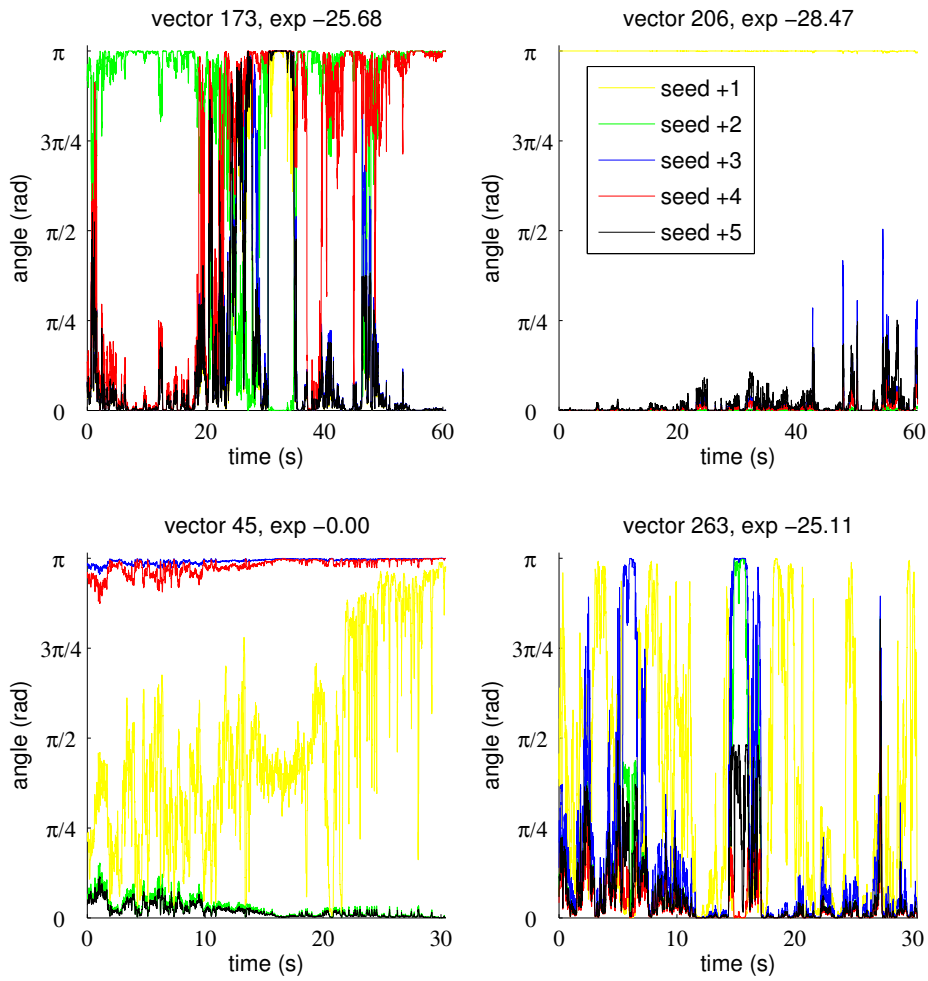 vector 173, exp −25.68
π
3π/4
π/2
π/4
0
angle (rad)
0 20 40 60
time (s)
vector 206, exp −28.47
π
3π/4
π/2
π/4
0
angle (rad)
seed +1
seed +2
seed +3
seed +4
seed +5
0 20 40 60
time (s)
vector 45, exp −0.00
π
3π/4
π/2
π/4
0
angle (rad)
0 10 20 30
time (s)
vector 263, exp −25.11
π
3π/4
π/2
π/4
0
angle (rad)
0 10 20 30
time (s)